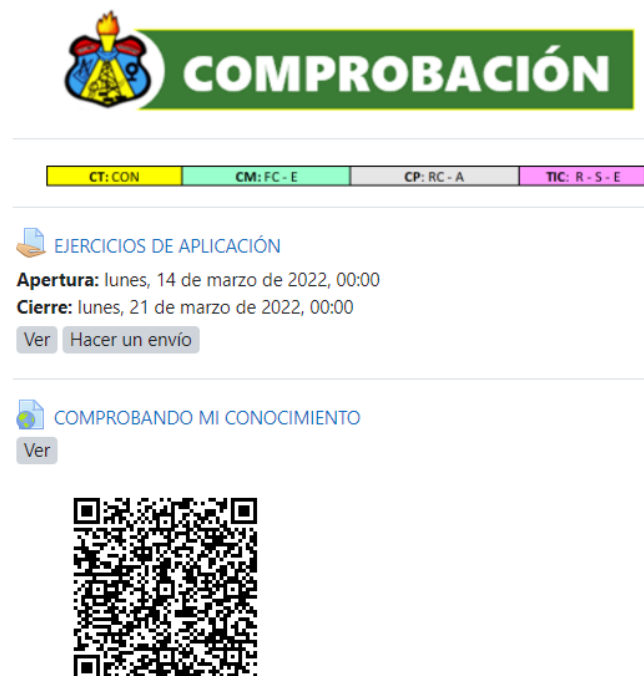 COMPROBACIÓN
CT: CON CM: FC - E CP: RC - A TIC: R - S - E
EJERCICIOS DE APLICACIÓN
Apertura: lunes, 14 de marzo de 2022, 00:00
Cierre: lunes, 21 de marzo de 2022, 00:00
Ver Hacer un envío
COMPROBANDO MI CONOCIMIENTO
Ver